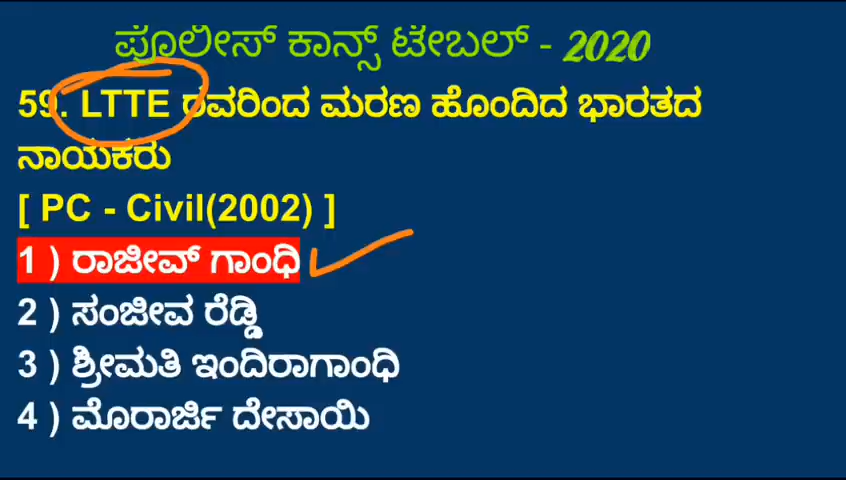 ಪೊಲೀಸ್ ಕಾನ್ಸ್ ಟೇಬಲ್ - 2020
59. LTTE ರವರಿಂದ ಮರಣ ಹೊಂದಿದ ಭಾರತದ
ನಾಯಕರು
[ PC - Civil(2002) ]
1 ) ರಾಜೀವ್ ಗಾಂಧಿ
2 ) ಸಂಜೀವ ರೆಡ್ಡಿ
3 ) ಶ್ರೀಮತಿ ಇಂದಿರಾಗಾಂಧಿ
4 ) ಮೊರಾರ್ಜಿ ದೇಸಾಯಿ